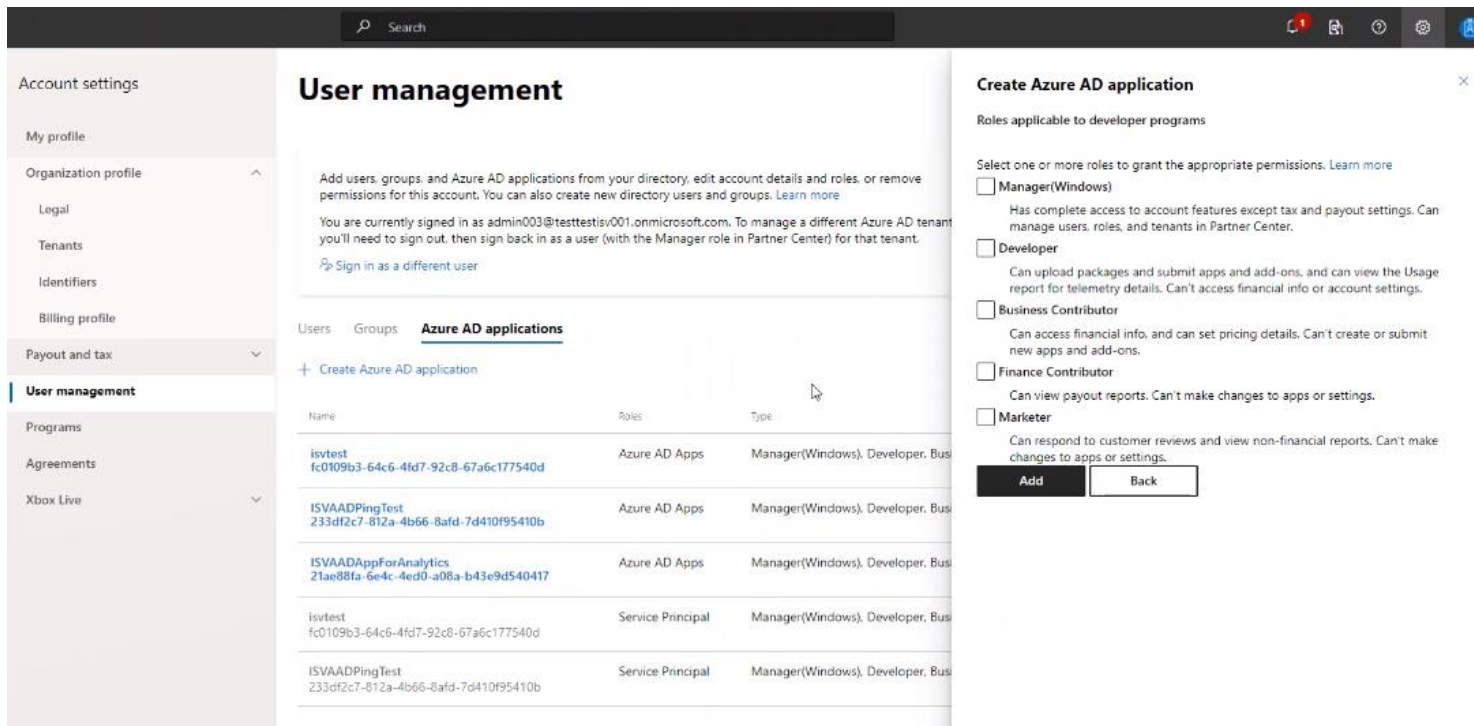 Search
1
Account settings
My profile
Organization profile
Legal
Tenants
Identifiers
Billing profile
Payout and tax
User management
Programs
Agreements
Xbox Live
User management
Add users, groups, and Azure AD applications from your directory, edit account details and roles, or remove
permissions for this account. You can also create new directory users and groups. Learn more
You are currently signed in as admin003@testtestisv001.onmicrosoft.com. To manage a different Azure AD tenant
you'll need to sign out, then sign back in as a user (with the Manager role in Partner Center) for that tenant.
Sign in as a different user
Users Groups Azure AD applications
+ Create Azure AD application
Name Roles Type
isvtest Azure AD Apps Manager(Windows), Developer, Busi
fc0109b3-64c6-4fd7-92c8-67a6c177540d
ISVAADPingTest Azure AD Apps Manager(Windows), Developer, Busi
233df2c7-812a-4b66-8afd-7d410f95410b
ISVAADAppForAnalytics Azure AD Apps Manager(Windows), Developer, Busi
21ae88fa-6e4c-4ed0-a08a-b43e9d540417
isvtest Service Principal Manager(Windows), Developer, Busi
fc0109b3-64c6-4fd7-92c8-67a6c177540d
ISVAADPingTest Service Principal Manager(Windows), Developer, Busi
233df2c7-812a-4b66-8afd-7d410f95410b
Create Azure AD application
Roles applicable to developer programs
Select one or more roles to grant the appropriate permissions. Learn more
Manager(Windows)
Has complete access to account features except tax and payout settings. Can
manage users, roles, and tenants in Partner Center.
Developer
Can upload packages and submit apps and add-ons, and can view the Usage
report for telemetry details. Can't access financial info or account settings.
Business Contributor
Can access financial info, and can set pricing details. Can't create or submit
new apps and add-ons.
Finance Contributor
Can view payout reports. Can't make changes to apps or settings.
Marketer
Can respond to customer reviews and view non-financial reports. Can't make
changes to apps or settings.
Add Back